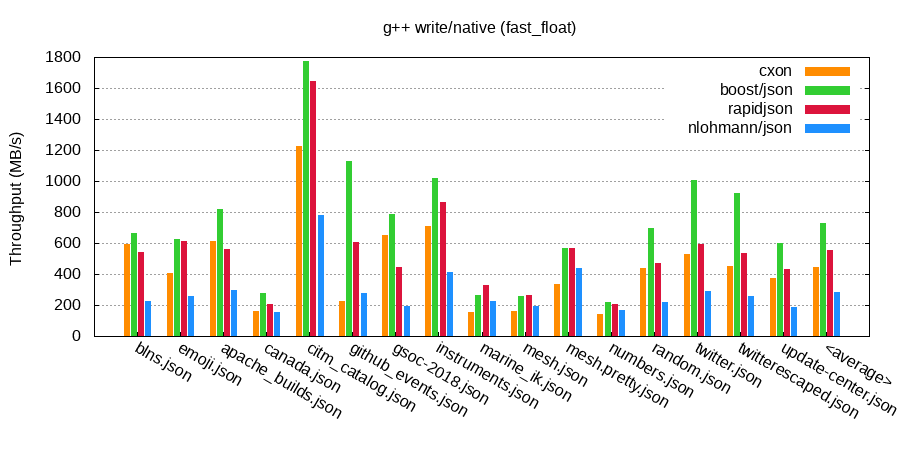 g++ write/native (fast_float)
Throughput (MB/s)
1800
1600
1400
1200
1000
800
600
400
200
0
cxon
boost/json
rapidjson
nlohmann/json
blns.json
emoji.json
apache_builds.json
canada.json
citm_catalog.json
github_events.json
gsoc-2018.json
instruments.json
marine_ik.json
mesh.json
mesh.pretty.json
numbers.json
random.json
twitter.json
twitterescaped.json
update-center.json
<average>